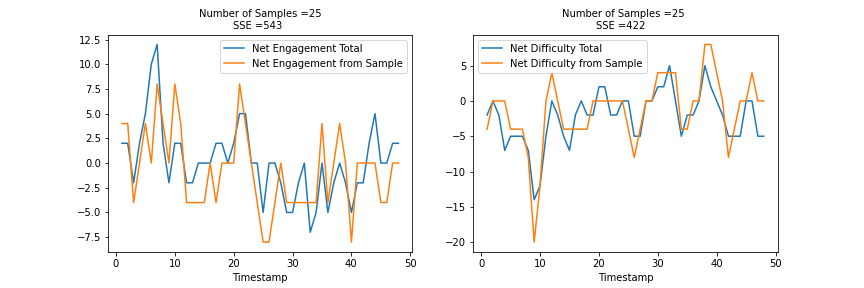 Number of Samples =25
SSE =543
12.5
10.0
7.5
5.0
2.5
0.0
−2.5
−5.0
−7.5
Net Engagement Total
Net Engagement from Sample
0 10 20 30 40 50
Timestamp
Number of Samples =25
SSE =422
5
0
−5
−10
−15
−20
Net Difficulty Total
Net Difficulty from Sample
0 10 20 30 40 50
Timestamp